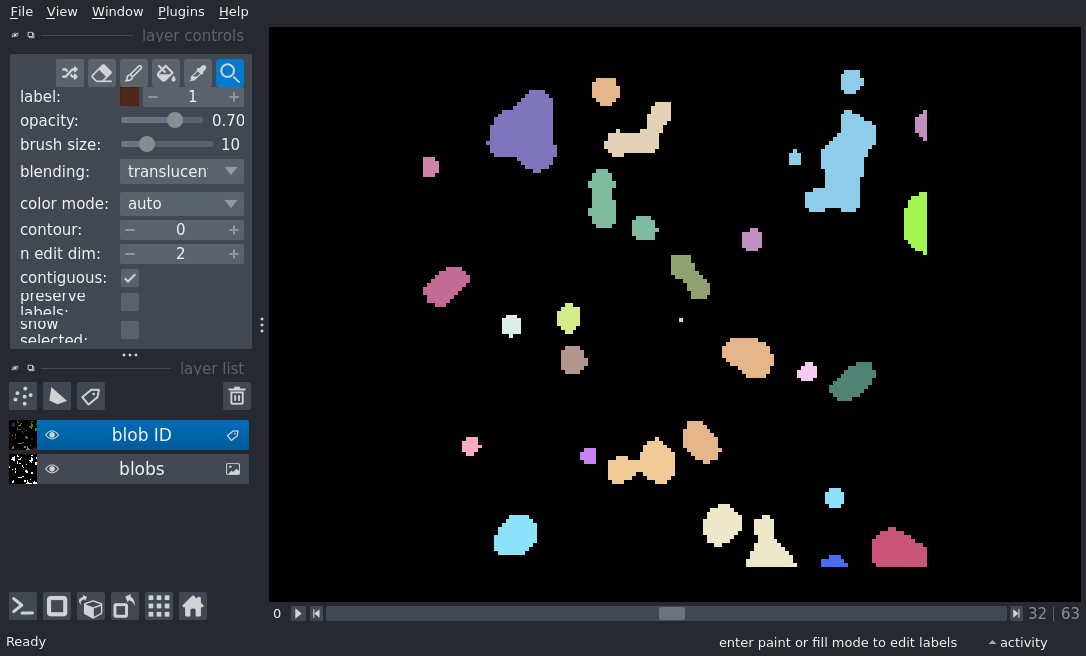 File View Window Plugins Help
layer controls
label: 1
opacity: 0.70
brush size: 10
blending: translucen
color mode: auto
contour: 0
n edit dim: 2
contiguous:
preserve
labels:
show
selected:
layer list
blob ID
blobs
0 32 | 63
Ready enter paint or fill mode to edit labels activity